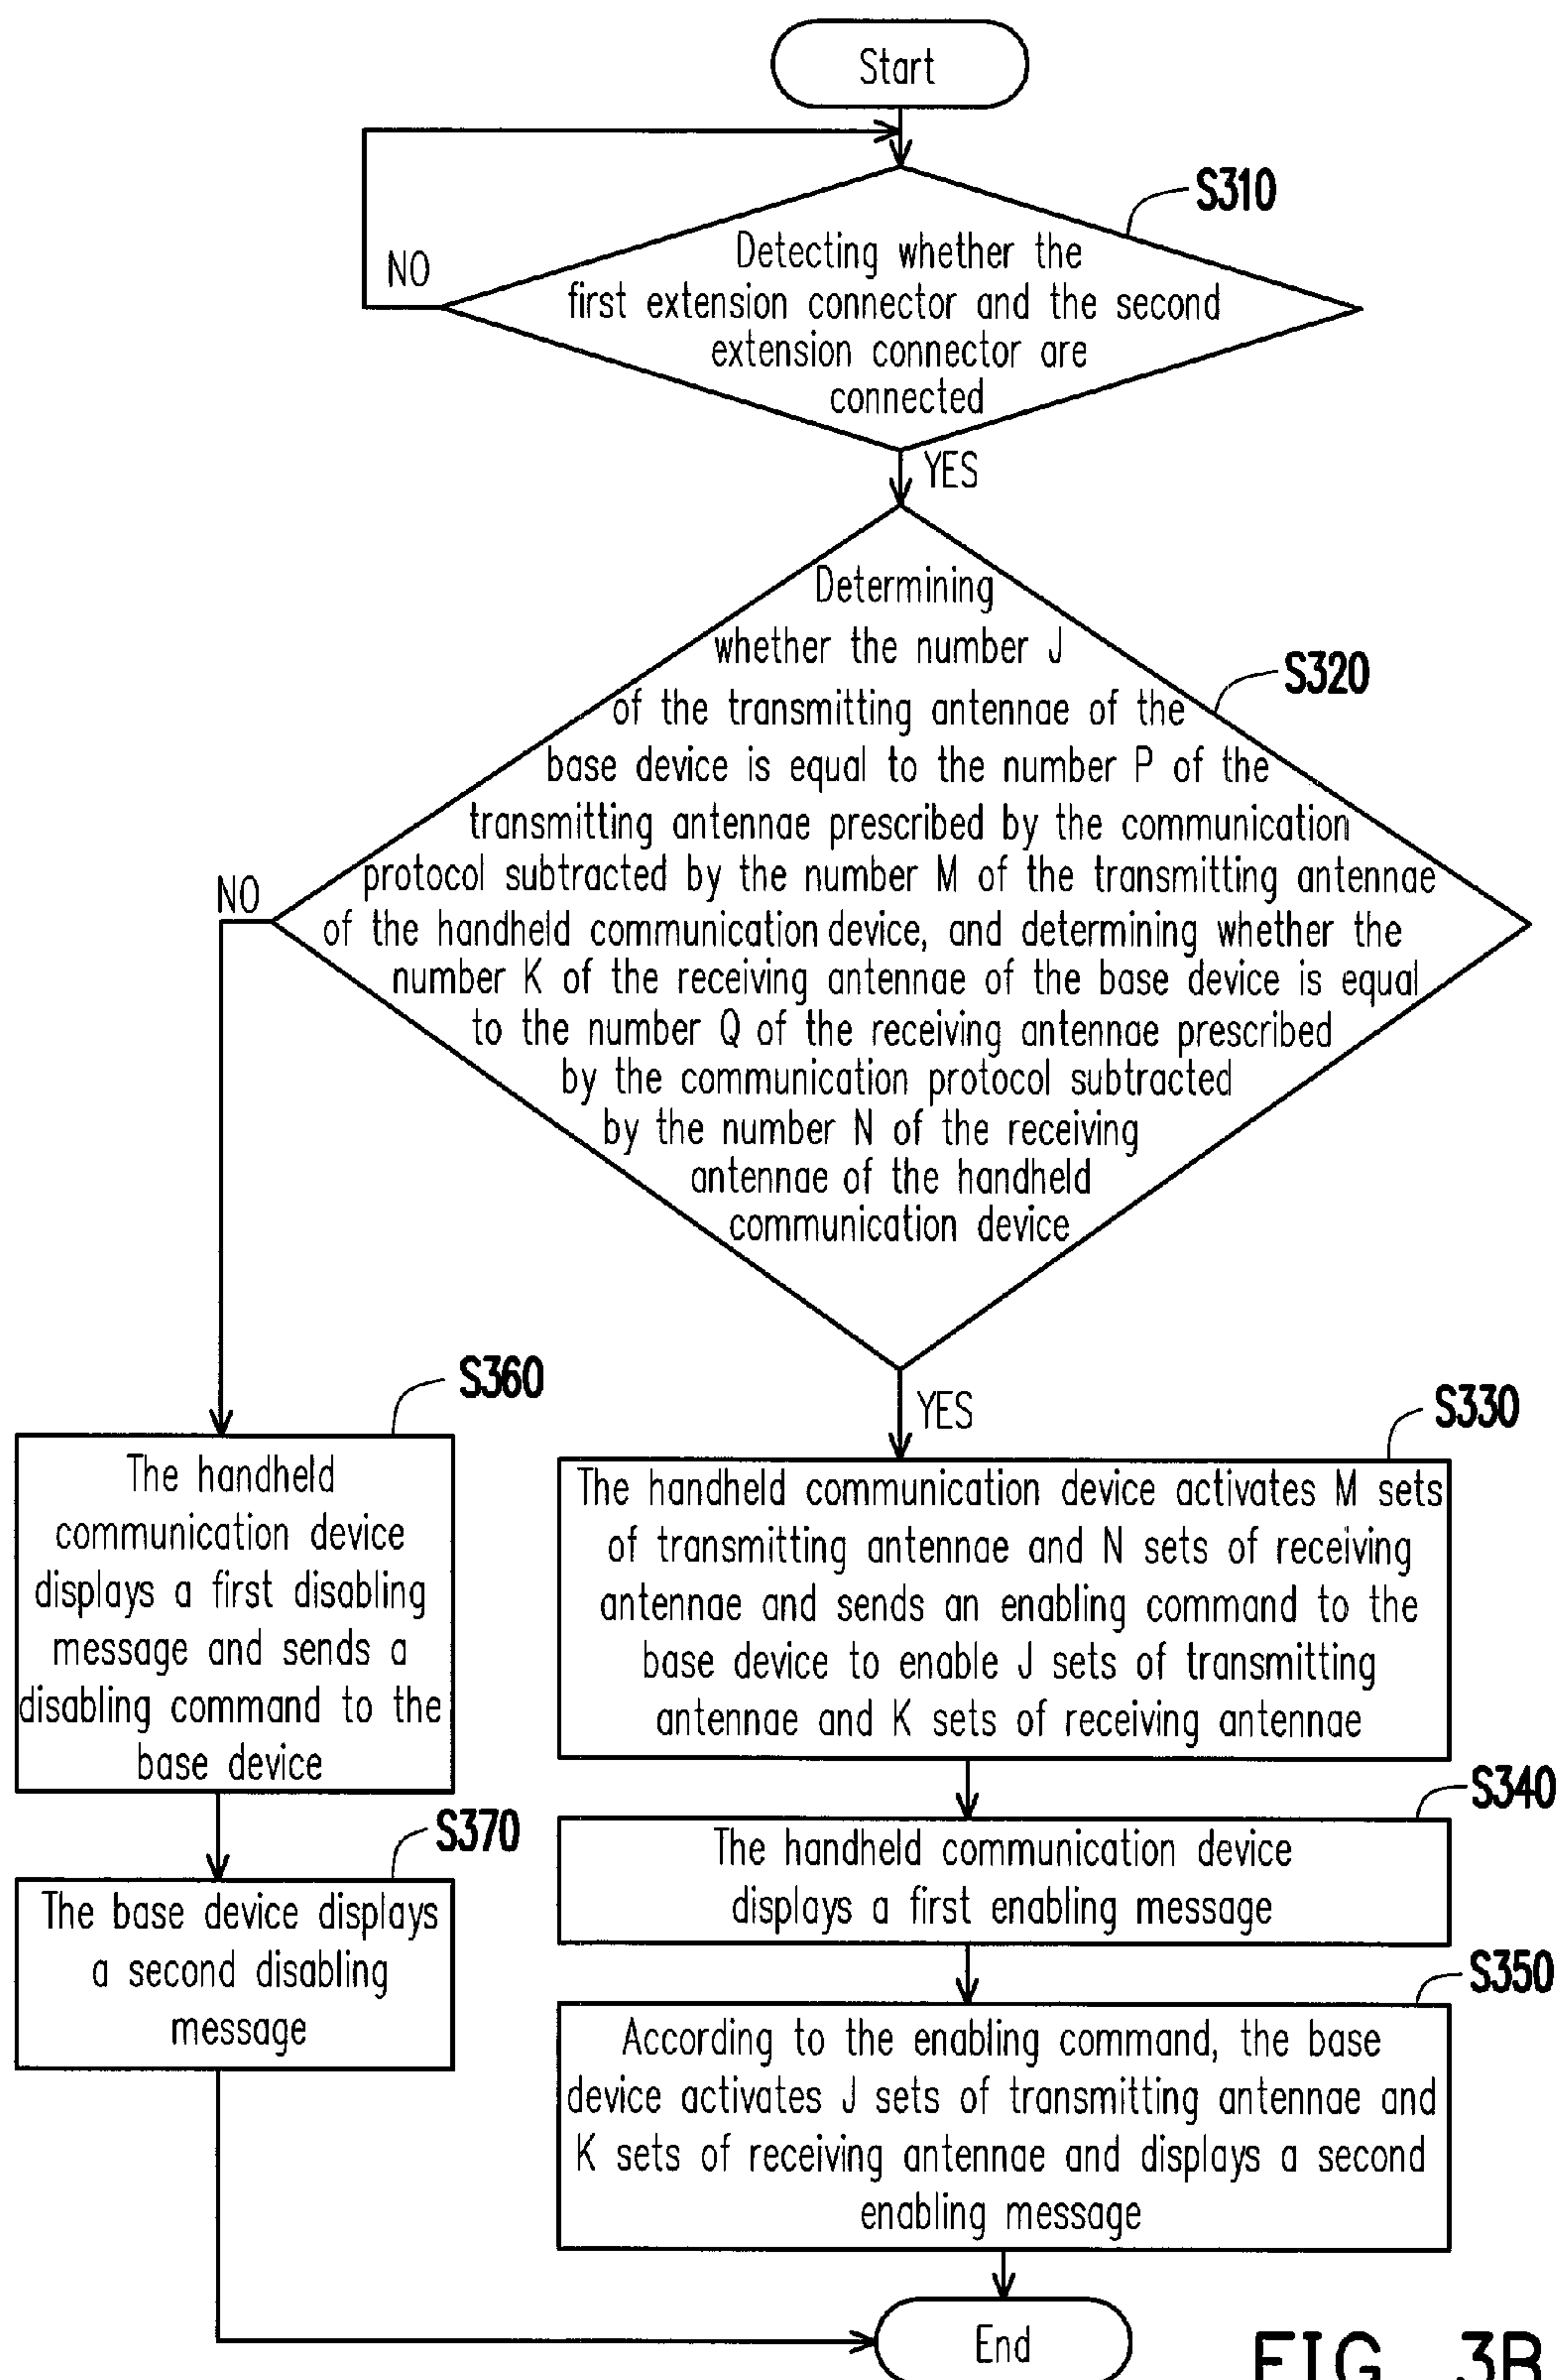 Start
S310
NO
Detecting whether the
first extension connector and the second
extension connector are
connected
YES
Determining
whether the number J
S320
of the transmitting antennae of the
base device is equal to the number P of the
transmitting antennae prescribed by the communication
protocol subtracted by the number M of the transmitting antennae
NO
of the handheld communication device, and determining whether the
number K of the receiving antennae of the base device is equal
to the number Q of the receiving antennae prescribed
by the communication protocol subtracted
by the number N of the receiving
antennae of the handheld
communication device
YES
S360
The handheld
communication device
displays a first disabling
message and sends a
disabling command to the
base device
S370
The base device displays
a second disabling
message
S330
The handheld communication device activates M sets
of transmitting antennae and N sets of receiving
antennae and sends an enabling command to the
base device to enable J sets of transmitting
antennae and K sets of receiving antennae
S340
The handheld communication device
displays a first enabling message
S350
According to the enabling command, the base
device activates J sets of transmitting antennae and
K sets of receiving antennae and displays a second
enabling message
End
FIG. 3B